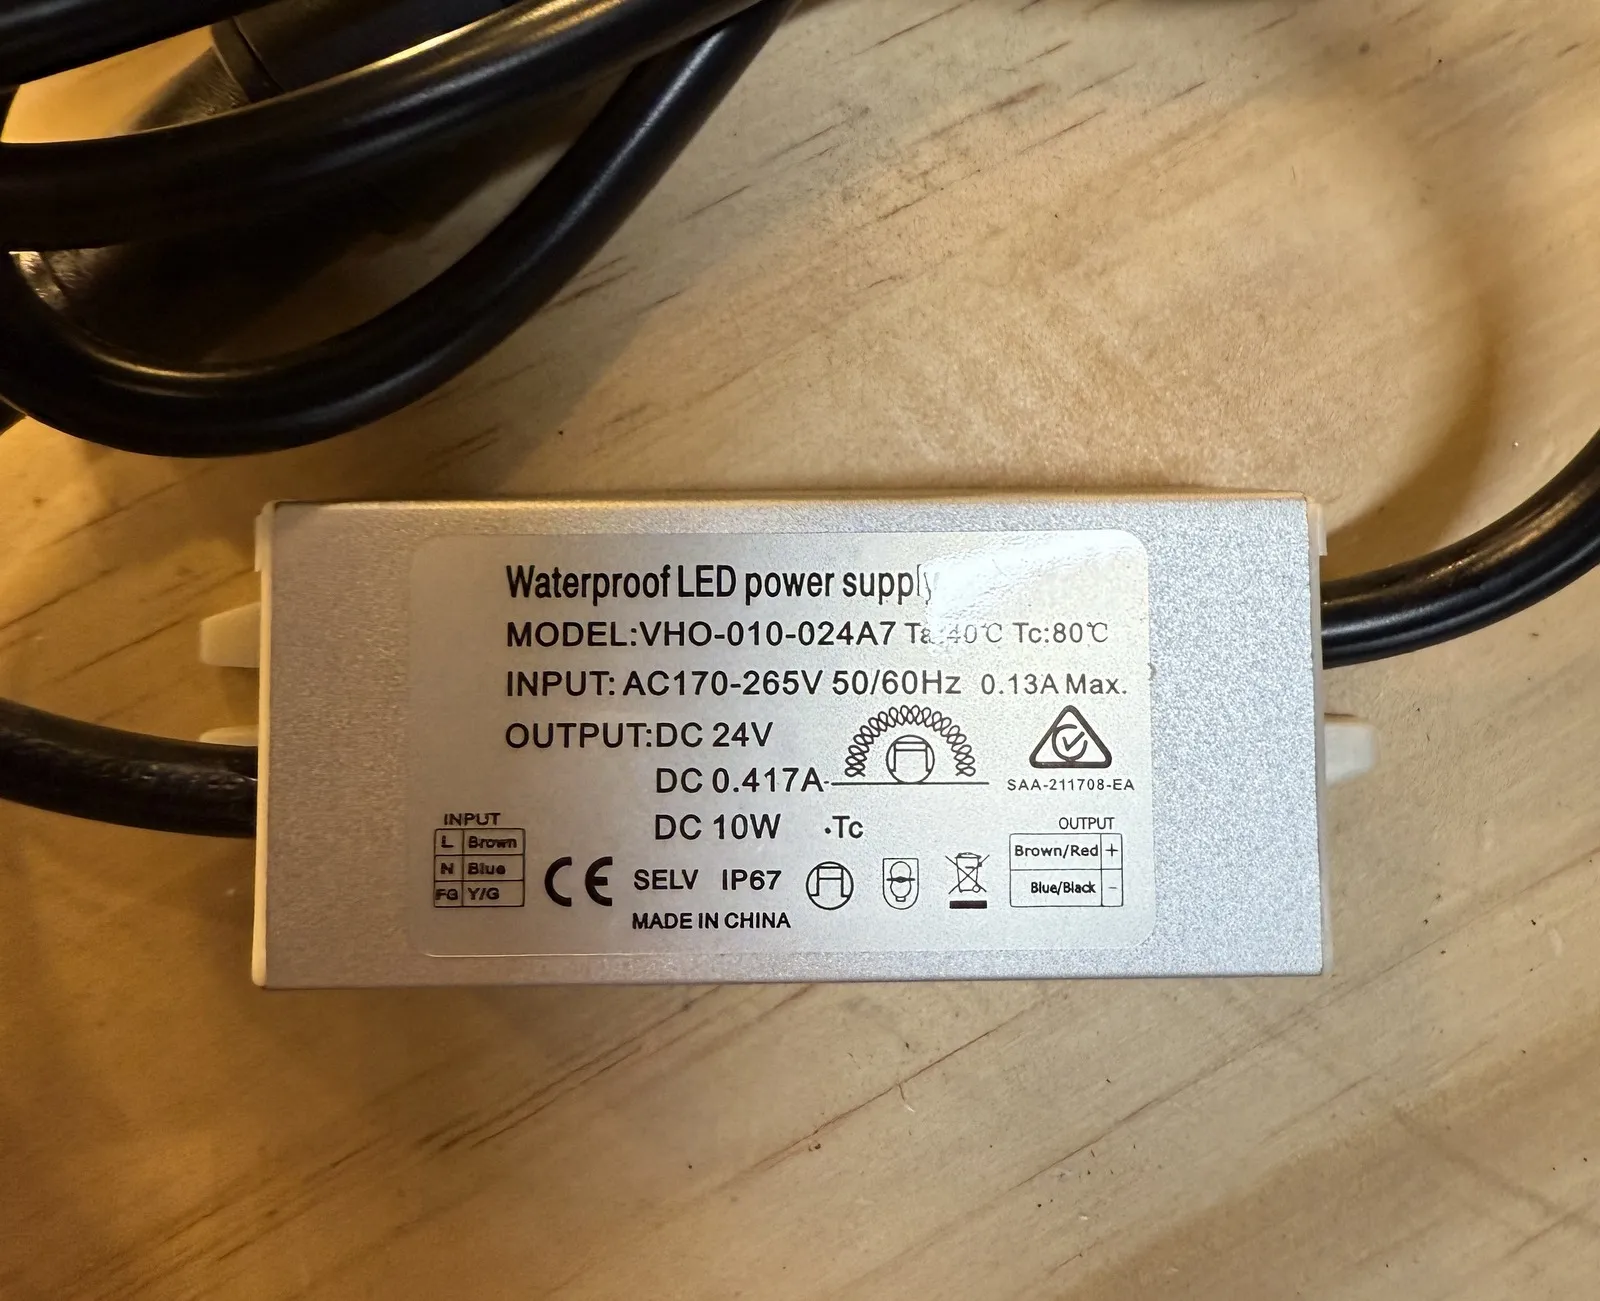 Waterproof LED power supply
MODEL:VHO-010-024A7 Ta:40℃ Tc:80℃
INPUT: AC170-265V 50/60Hz 0.13A Max.
OUTPUT:DC 24V
DC 0.417A
SAA-211708-EA
DC 10W
·Tc
INPUT
L Brown
N Blue
FG Y/G
CE SELV IP67
MADE IN CHINA
OUTPUT
Brown/Red +
Blue/Black -